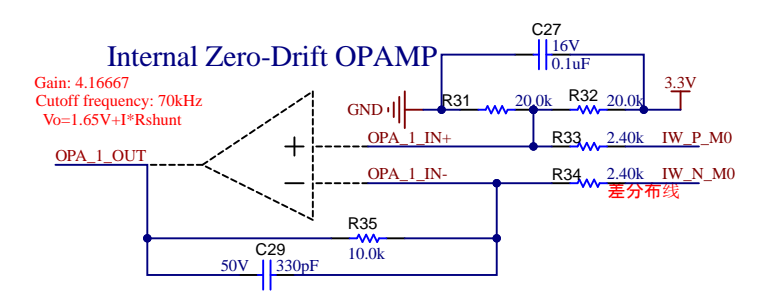 C27
16V
0.1uF
Internal Zero-Drift OPAMP
Gain: 4.16667
Cutoff frequency: 70kHz
Vo=1.65V+I*Rshunt
3.3V
GND
R31
20.0k
R32
20.0k
OPA_1_IN+
R33
2.40k
IW_P_M0
OPA_1_OUT
OPA_1_IN-
R34
2.40k
IW_N_M0
差分布线
R35
10.0k
C29
50V
330pF